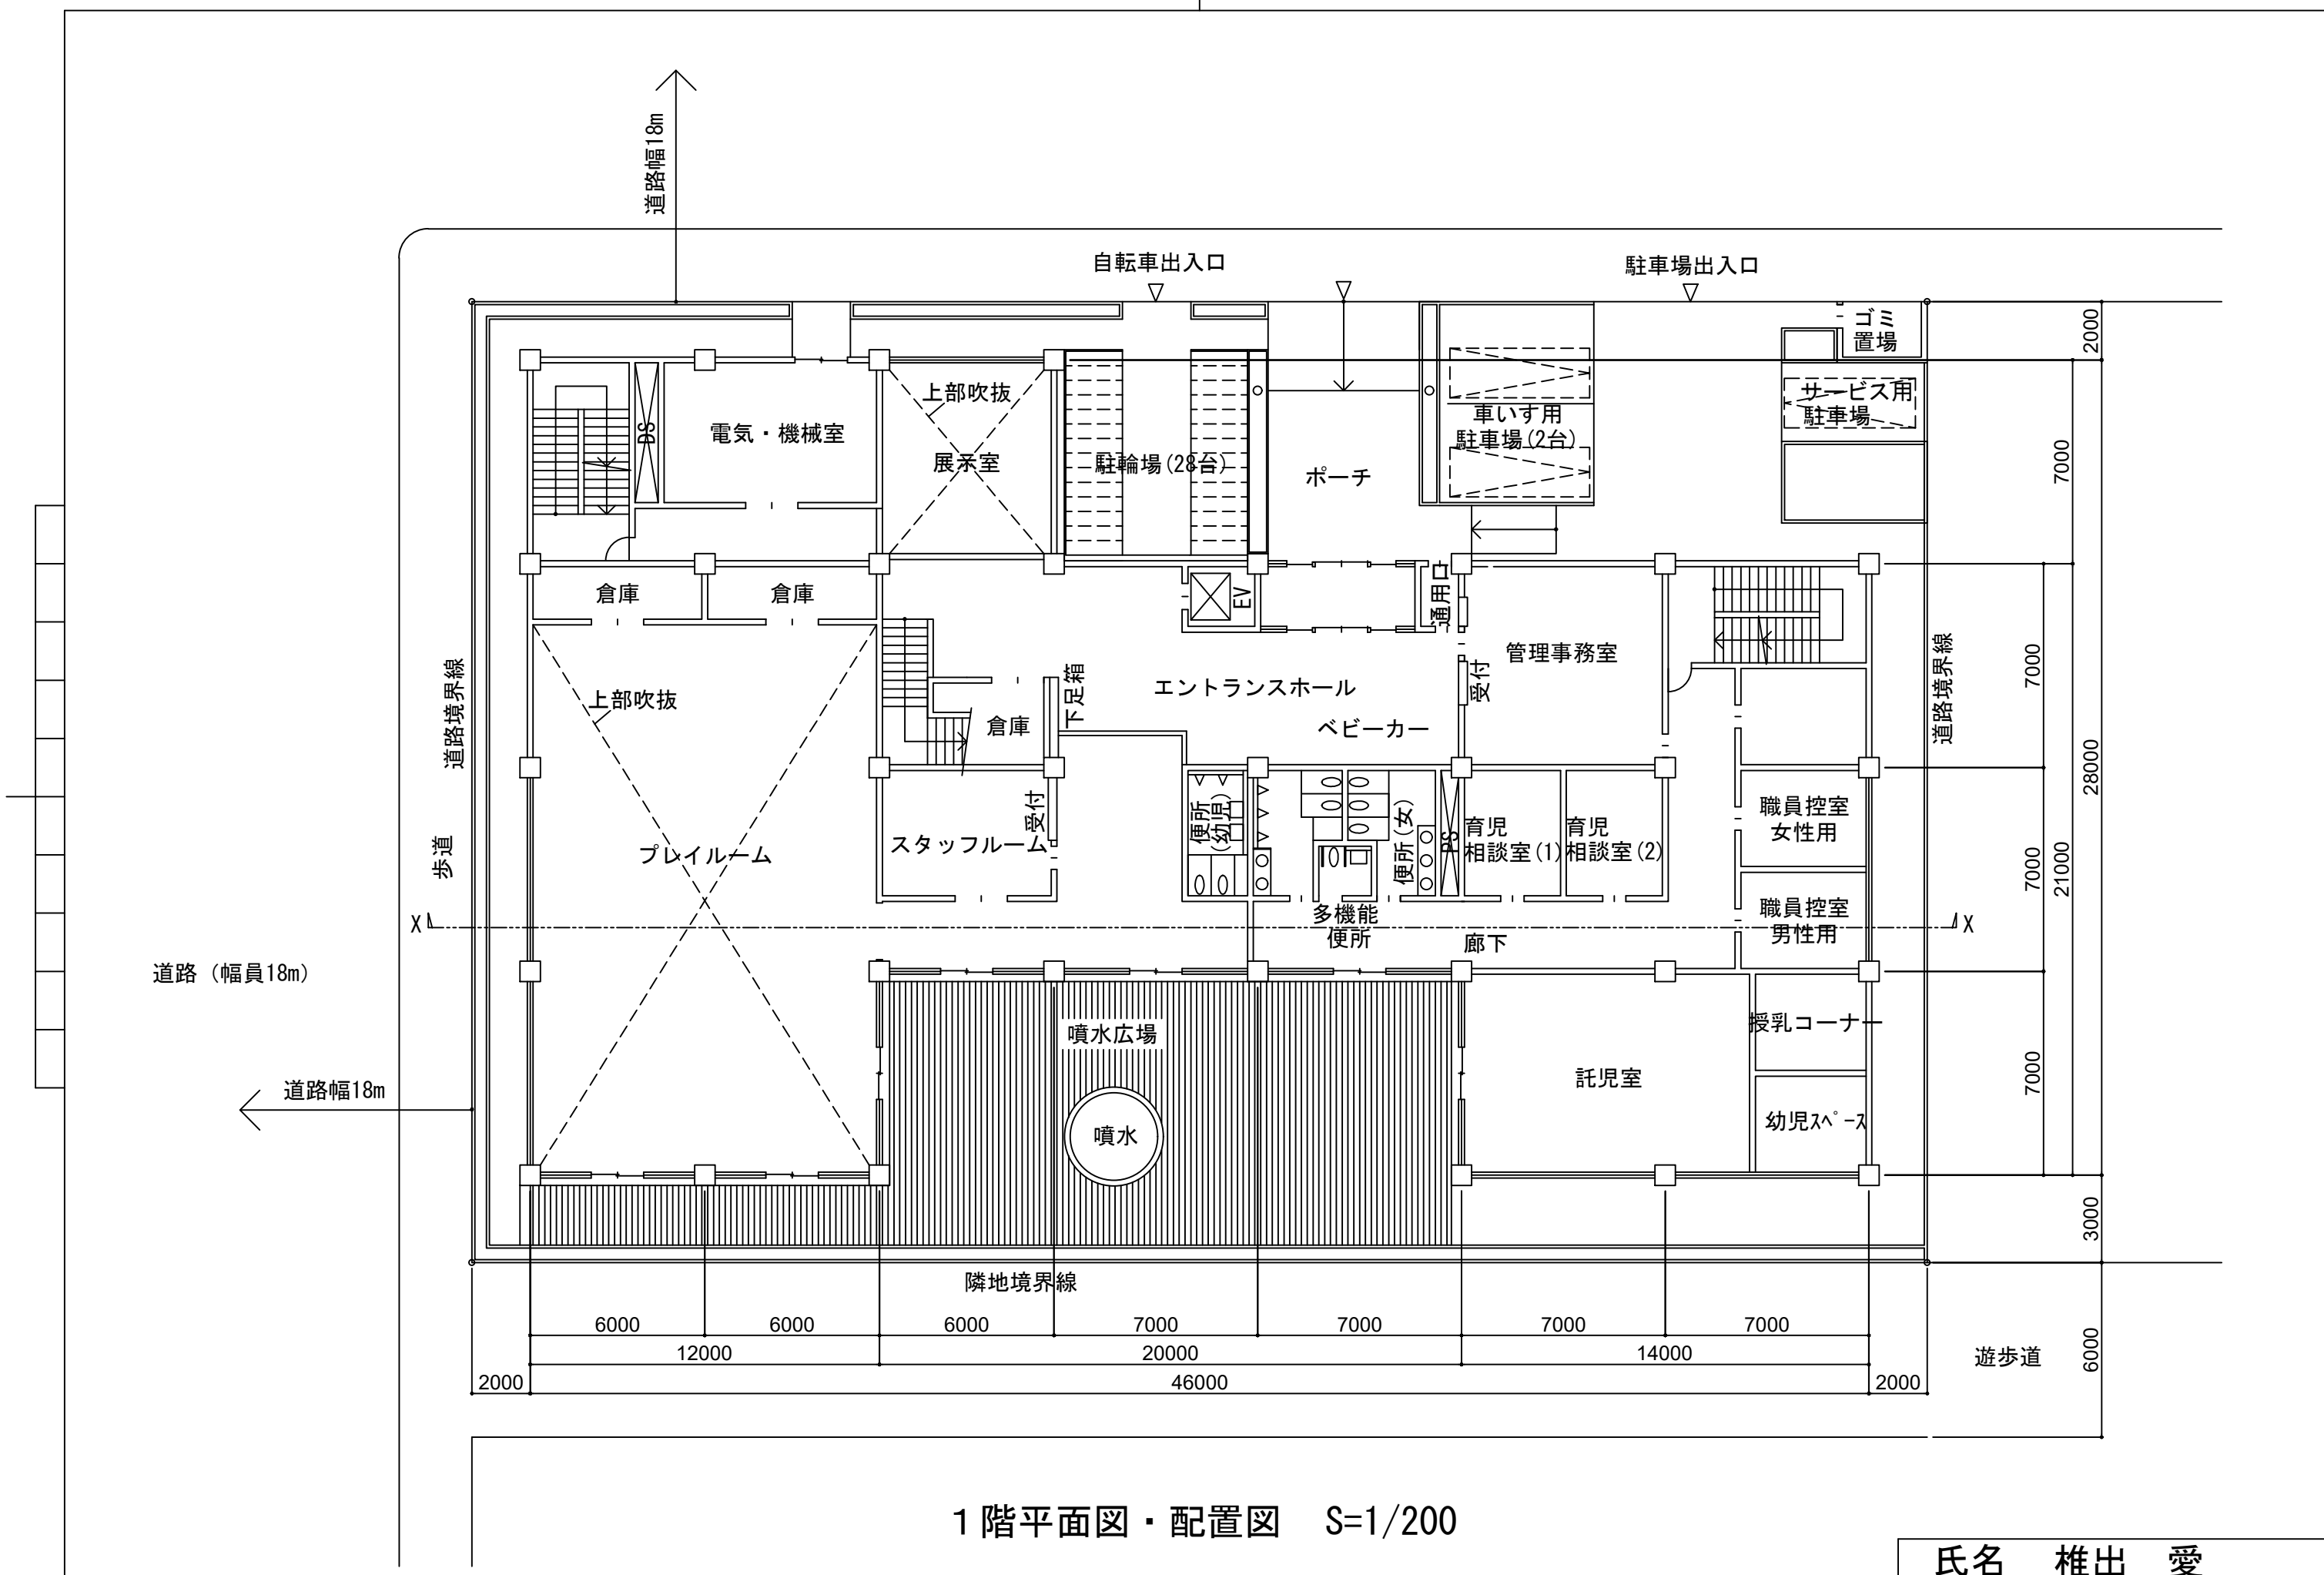 道路幅18m
自転車出入口
駐車場出入口
ゴミ
置場
2000
上部吹抜
サービス用
駐車場
DS
電気・機械室
展示室
駐輪場(28台)
ポーチ
車いす用
駐車場(2台)
7000
倉庫
倉庫
EV
通用口
管理事務室
受付
道路境界線
道路境界線
上部吹抜
下足箱
エントランスホール
ベビーカー
倉庫
7000
28000
便所
(幼児)
受付
スタッフルーム
プレイルーム
便所(女)
PS
育児
相談室(1)
育児
相談室(2)
職員控室
女性用
歩道
7000
21000
職員控室
男性用
X
X
多機能
便所
廊下
道路（幅員18m）
噴水広場
授乳コーナー
託児室
7000
道路幅18m
噴水
幼児ｽﾍﾟｰｽ
3000
隣地境界線
6000
6000
6000
7000
7000
7000
7000
12000
20000
14000
遊歩道
6000
2000
46000
2000
１階平面図・配置図　S=1/200
氏名　椎出　愛